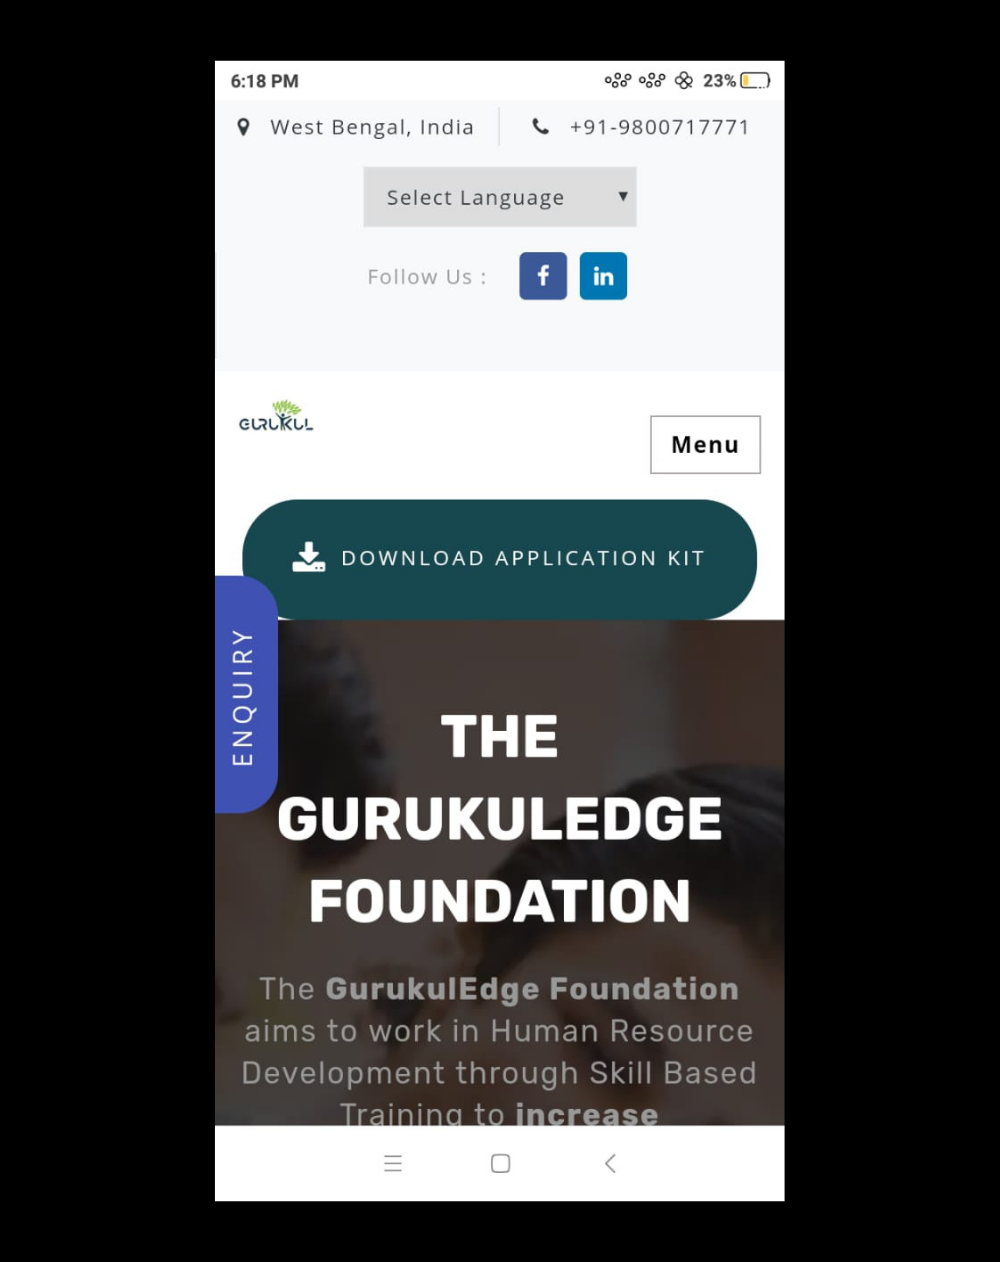 6:18 PM
23%
West Bengal, India
+91-9800717771
Select Language
Follow Us :
f
in
GURUKUL
Menu
DOWNLOAD APPLICATION KIT
ENQUIRY
THE
GURUKULEDGE
FOUNDATION
The GurukulEdge Foundation
aims to work in Human Resource
Development through Skill Based
Training to increase